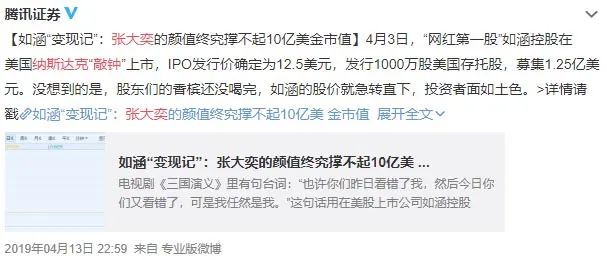 腾讯证券
【如涵“变现记”：张大奕的颜值终究撑不起10亿美金市值】4月3日，“网红第一股”如涵控股在
美国纳斯达克“敲钟”上市，IPO发行价确定为12.5美元，发行1000万股美国存托股，募集1.25亿美
元。没想到的是，股东们的香槟还没喝完，如涵的股价就急转直下，投资者面如土色。>详情请
戳如涵“变现记”：张大奕的颜值终究撑不起10亿美 金市值 展开全文
如涵“变现记”：张大奕的颜值终究撑不起10亿美 ...
电视剧《三国演义》里有句台词：“也许你们昨日看错了我，然后今日你
们又看错了，可是我任然是我。”这句话用在美股上市公司如涵控股
2019年04月13日 22:59 来自 专业版微博